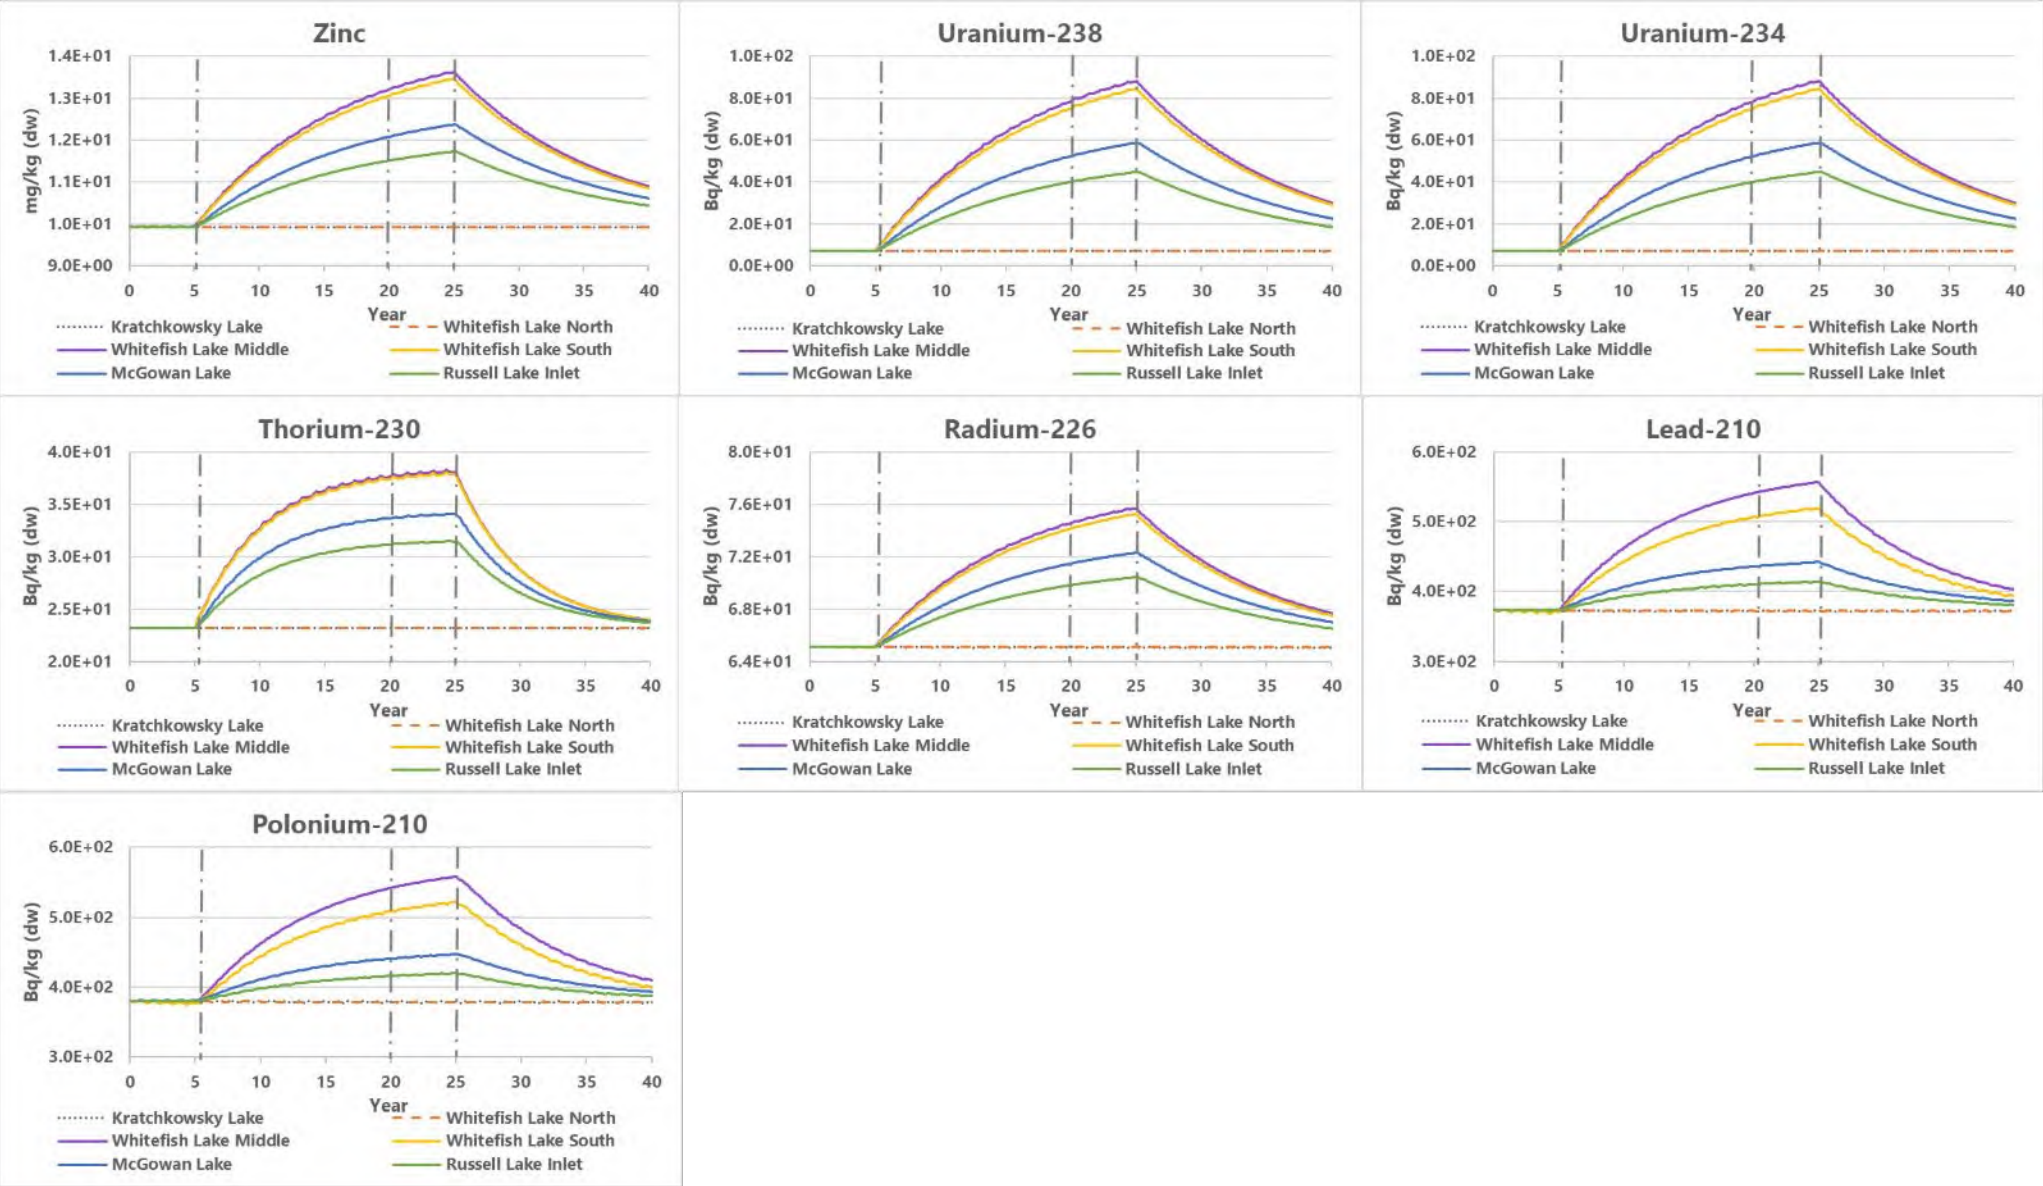 Zinc
1.4E+01
1.3E+01
1.2E+01
1.1E+01
1.0E+01
9.0E+00
mg/kg (dw)
0 5 10 15 20 25 30 35 40
Year
Kratchkowsky Lake Whitefish Lake North
Whitefish Lake Middle Whitefish Lake South
McGowan Lake Russell Lake Inlet
Uranium-238
1.0E+02
8.0E+01
6.0E+01
4.0E+01
2.0E+01
0.0E+00
Bq/kg (dw)
0 5 10 15 20 25 30 35 40
Year
Kratchkowsky Lake Whitefish Lake North
Whitefish Lake Middle Whitefish Lake South
McGowan Lake Russell Lake Inlet
Uranium-234
1.0E+02
8.0E+01
6.0E+01
4.0E+01
2.0E+01
0.0E+00
Bq/kg (dw)
0 5 10 15 20 25 30 35 40
Year
Kratchkowsky Lake Whitefish Lake North
Whitefish Lake Middle Whitefish Lake South
McGowan Lake Russell Lake Inlet
Thorium-230
4.0E+01
3.5E+01
3.0E+01
2.5E+01
2.0E+01
Bq/kg (dw)
0 5 10 15 20 25 30 35 40
Year
Kratchkowsky Lake Whitefish Lake North
Whitefish Lake Middle Whitefish Lake South
McGowan Lake Russell Lake Inlet
Radium-226
8.0E+01
7.6E+01
7.2E+01
6.8E+01
6.4E+01
Bq/kg (dw)
0 5 10 15 20 25 30 35 40
Year
Kratchkowsky Lake Whitefish Lake North
Whitefish Lake Middle Whitefish Lake South
McGowan Lake Russell Lake Inlet
Lead-210
6.0E+02
5.0E+02
4.0E+02
3.0E+02
Bq/kg (dw)
0 5 10 15 20 25 30 35 40
Year
Kratchkowsky Lake Whitefish Lake North
Whitefish Lake Middle Whitefish Lake South
McGowan Lake Russell Lake Inlet
Polonium-210
6.0E+02
5.0E+02
4.0E+02
3.0E+02
Bq/kg (dw)
0 5 10 15 20 25 30 35 40
Year
Kratchkowsky Lake Whitefish Lake North
Whitefish Lake Middle Whitefish Lake South
McGowan Lake Russell Lake Inlet